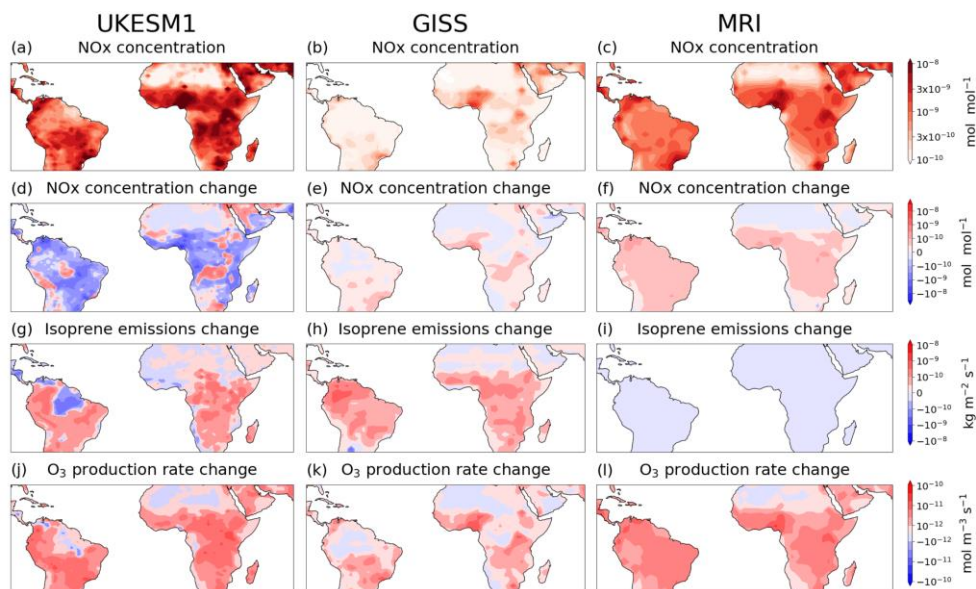 UKESM1 GISS MRI
(a) NOx concentration (b) NOx concentration (c) NOx concentration
10⁻⁸
3x10⁻⁹
10⁻⁹
3x10⁻¹⁰
10⁻¹⁰
mol mol⁻¹
(d) NOx concentration change (e) NOx concentration change (f) NOx concentration change
10⁻⁸
10⁻⁹
10⁻¹⁰
0
−10⁻¹⁰
−10⁻⁹
−10⁻⁸
mol mol⁻¹
(g) Isoprene emissions change (h) Isoprene emissions change (i) Isoprene emissions change
10⁻⁸
10⁻⁹
10⁻¹⁰
0
−10⁻¹⁰
−10⁻⁹
−10⁻⁸
kg m⁻² s⁻¹
(j) O₃ production rate change (k) O₃ production rate change (l) O₃ production rate change
10⁻¹⁰
10⁻¹¹
10⁻¹²
−10⁻¹²
−10⁻¹¹
−10⁻¹⁰
mol m⁻³ s⁻¹